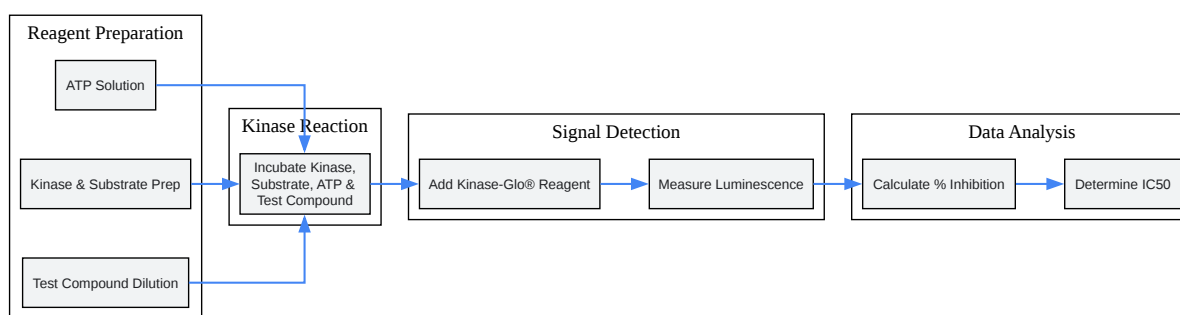 Reagent Preparation
ATP Solution
Kinase & Substrate Prep
Test Compound Dilution
Kinase Reaction
Incubate Kinase,
Substrate, ATP &
Test Compound
Signal Detection
Add Kinase-Glo® Reagent
Measure Luminescence
Data Analysis
Calculate % Inhibition
Determine IC50